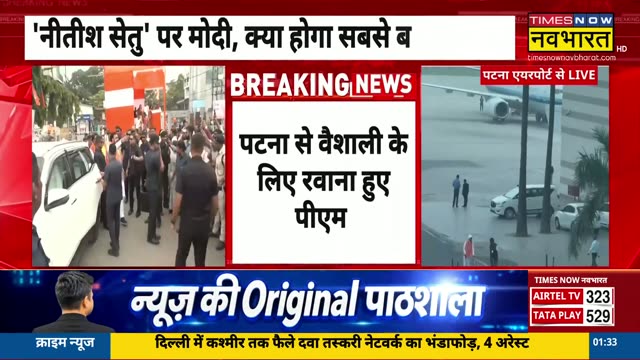 'नीतीश सेतु' पर मोदी, क्या होगा सबसे ब
TIMES NOW
नवभारत
timesnownavbharat.com
HD
BREAKING NEWS
पटना एयरपोर्ट से LIVE
पटना से वैशाली के
लिए रवाना हुए
पीएम
न्यूज़ की Original पाठशाला
TIMES NOW नवभारत
AIRTEL TV 323
TATA PLAY 529
क्राइम न्यूज
दिल्ली में कश्मीर तक फैले दवा तस्करी नेटवर्क का भंडाफोड़, 4 अरेस्ट
01:33